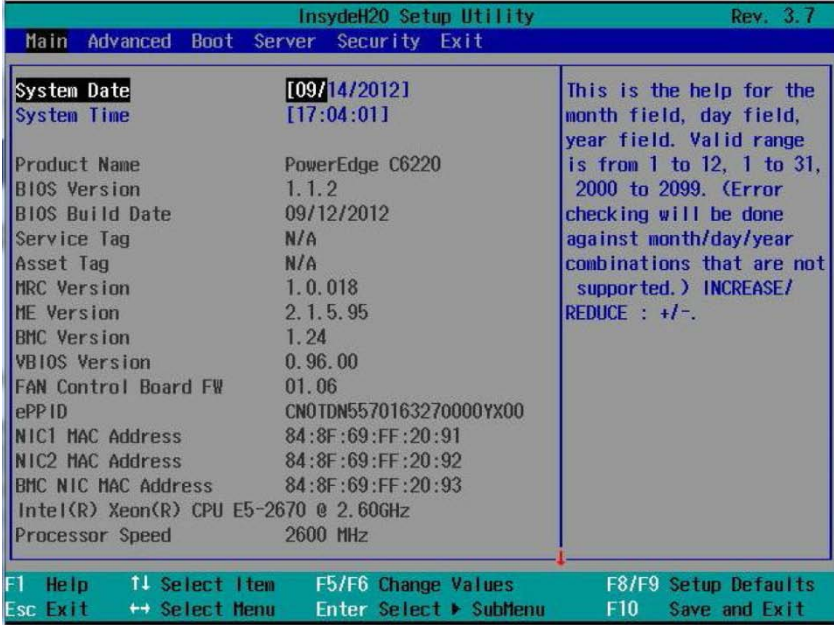 InsydeH20 Setup Utility Rev. 3.7
Main Advanced Boot Server Security Exit
System Date [09/14/2012]
System Time [17:04:01]
Product Name PowerEdge C6220
BIOS Version 1.1.2
BIOS Build Date 09/12/2012
Service Tag N/A
Asset Tag N/A
MRC Version 1.0.018
ME Version 2.1.5.95
BMC Version 1.24
VBIOS Version 0.96.00
FAN Control Board FW 01.06
ePPID CN0TDN5570163270000YX00
NIC1 MAC Address 84:8F:69:FF:20:91
NIC2 MAC Address 84:8F:69:FF:20:92
BMC NIC MAC Address 84:8F:69:FF:20:93
Intel(R) Xeon(R) CPU E5-2670 @ 2.60GHz
Processor Speed 2600 MHz
This is the help for the
month field, day field,
year field. Valid range
is from 1 to 12, 1 to 31,
2000 to 2099. (Error
checking will be done
against month/day/year
combinations that are not
supported.) INCREASE/
REDUCE : +/-.
F1 Help ↑↓ Select Item F5/F6 Change Values F8/F9 Setup Defaults
Esc Exit ↔ Select Menu Enter Select ▶ SubMenu F10 Save and Exit